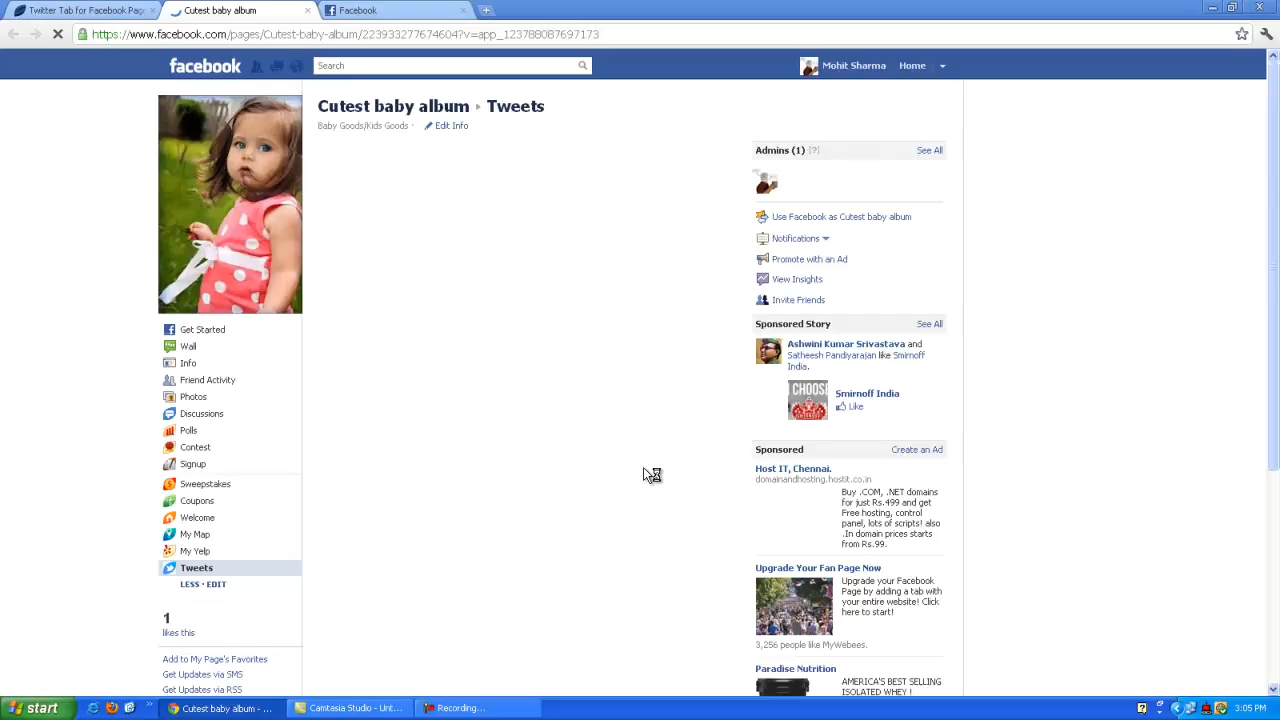 Twitter Tab for Facebook Page
Cutest baby album
Facebook
https://www.facebook.com/pages/Cutest-baby-album/223933277674604?v=app_123788087697173
facebook
Search
Mohit Sharma
Home
Cutest baby album
Tweets
Baby Goods/Kids Goods ·
Edit Info
Get Started
Wall
Info
Friend Activity
Photos
Discussions
Polls
Contest
Signup
Sweepstakes
Coupons
Welcome
My Map
My Yelp
Tweets
LESS · EDIT
1
likes this
Add to My Page's Favorites
Get Updates via SMS
Get Updates via RSS
Admins (1) [?]
See All
Use Facebook as Cutest baby album
Notifications
Promote with an Ad
View Insights
Invite Friends
Sponsored Story
See All
Ashwini Kumar Srivastava and
Satheesh Pandiyarajan like Smirnoff
India.
CHOOS
Smirnoff India
Like
Sponsored
Create an Ad
Host IT, Chennai.
domainandhosting.hostit.co.in
Buy .COM, .NET domains
for just Rs.499 and get
Free hosting, control
panel, lots of scripts! also
.In domain prices starts
from Rs.99.
Upgrade Your Fan Page Now
Upgrade your Facebook
Page by adding a tab with
your entire website! Click
here to start!
3,256 people like MyWebees.
Paradise Nutrition
AMERICA'S BEST SELLING
ISOLATED WHEY !
start
Cutest baby album - ...
Camtasia Studio - Unt...
Recording...
3:05 PM